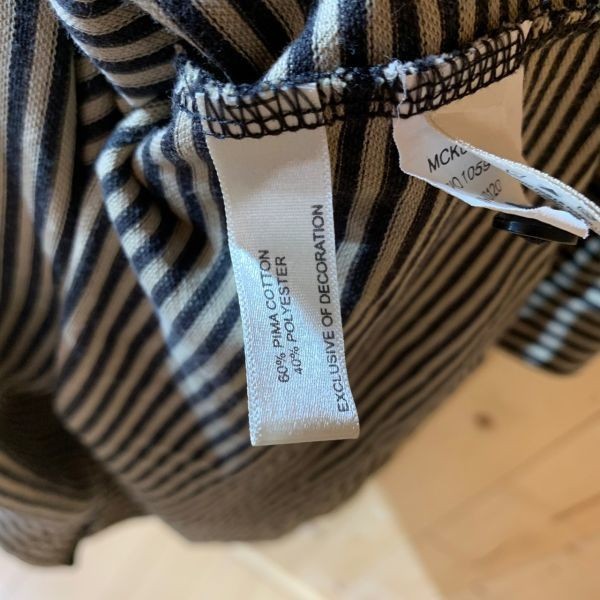 60% PIMA COTTON
40% POLYESTER
EXCLUSIVE OF DECORATION